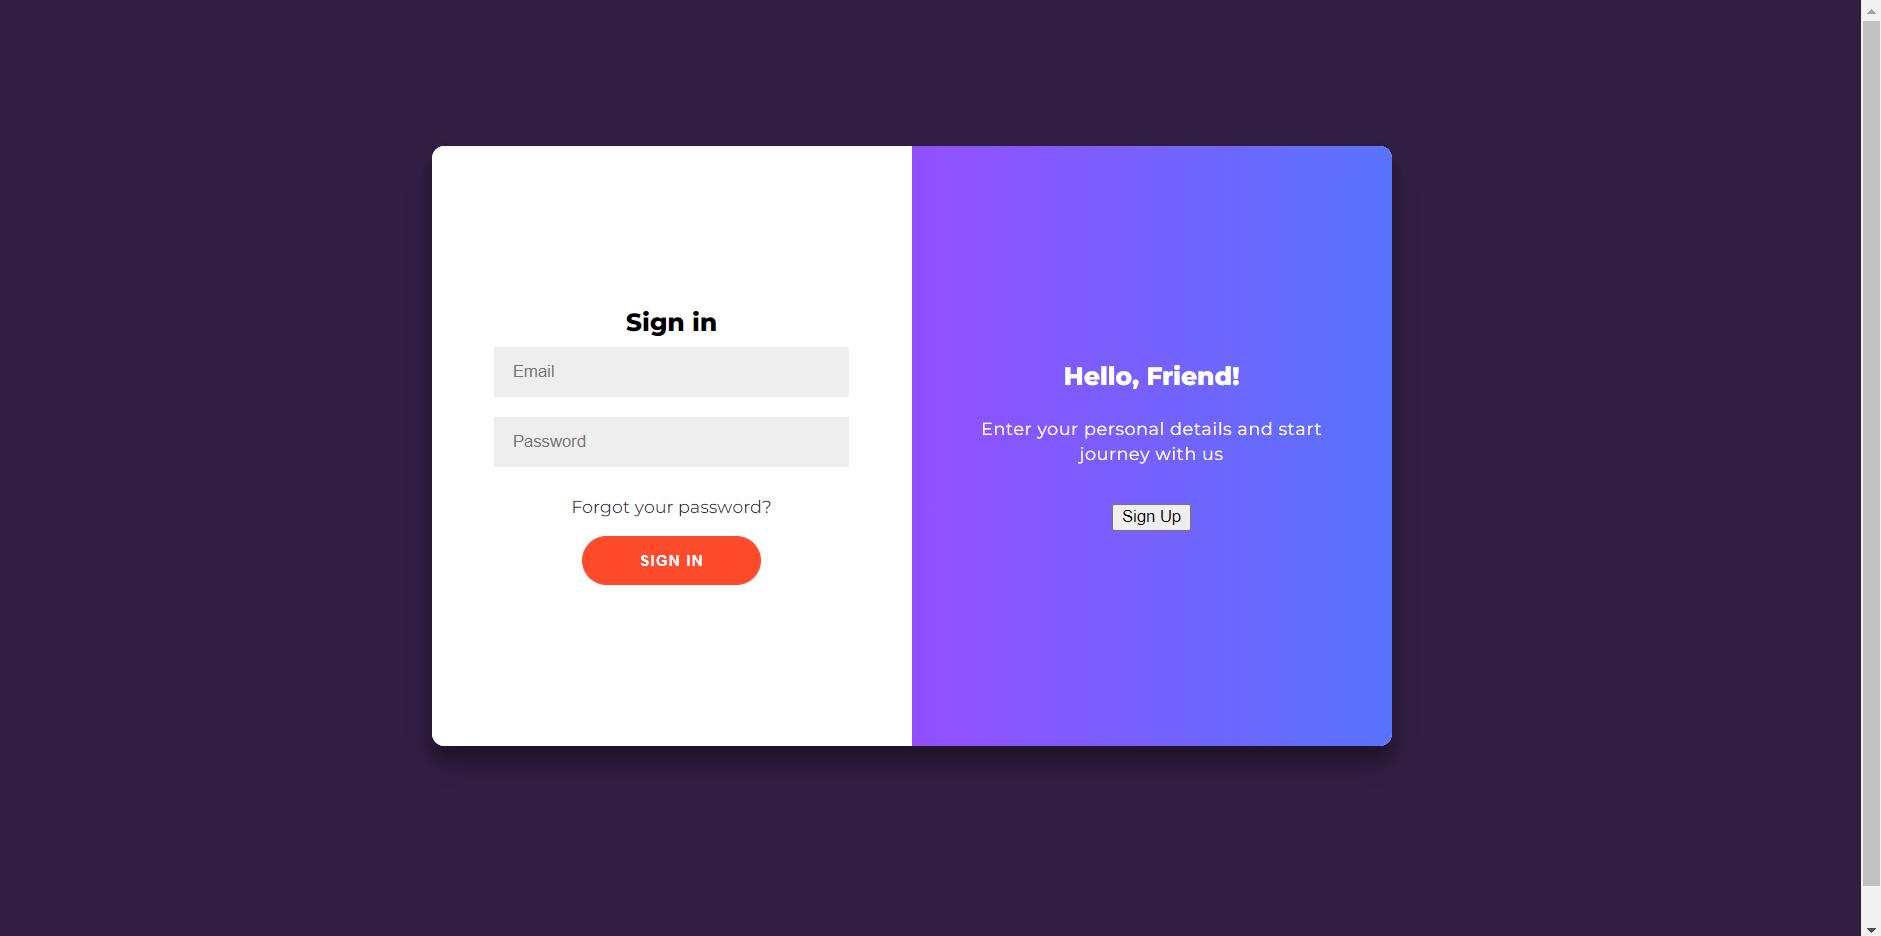 Sign in
Email
Password
Forgot your password?
SIGN IN
Hello, Friend!
Enter your personal details and start
journey with us
Sign Up